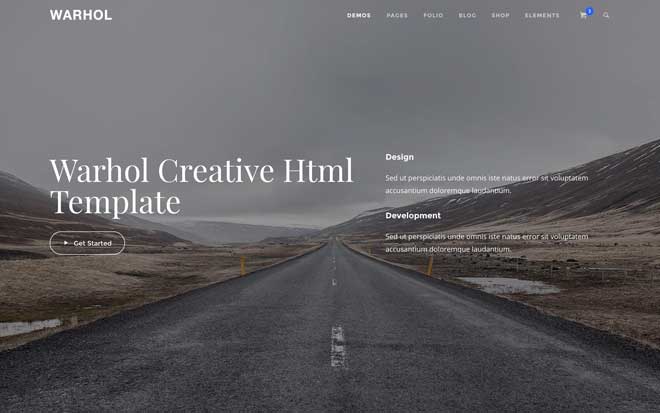 WARHOL
DEMOS PAGES FOLIO BLOG SHOP ELEMENTS 3
Warhol Creative Html
Template
Get Started
Design
Sed ut perspiciatis unde omnis iste natus error sit voluptatem
accusantium doloremque laudantium.
Development
Sed ut perspiciatis unde omnis iste natus error sit voluptatem
accusantium doloremque laudantium.